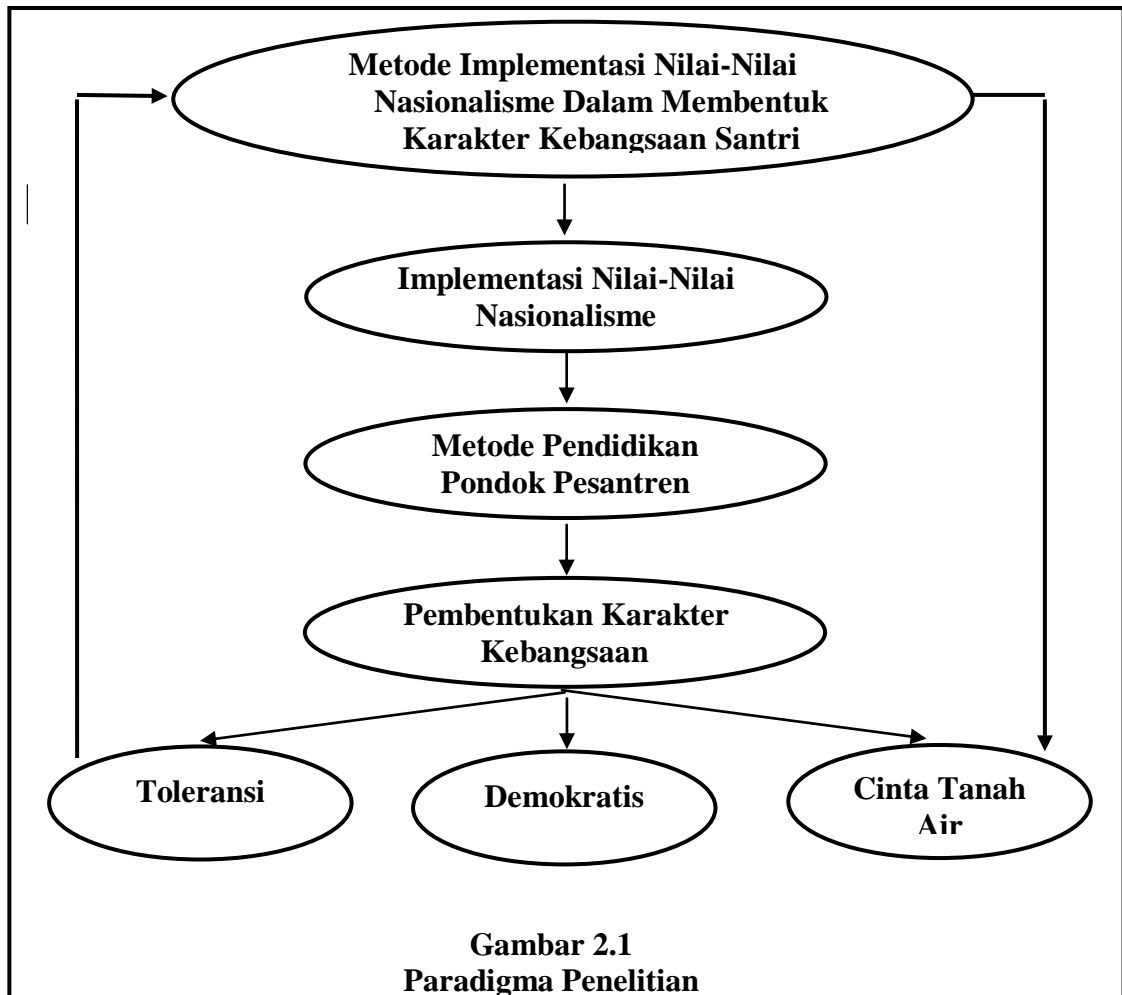 Metode Implementasi Nilai-Nilai
Nasionalisme Dalam Membentuk
Karakter Kebangsaan Santri
Implementasi Nilai-Nilai
Nasionalisme
Metode Pendidikan
Pondok Pesantren
Pembentukan Karakter
Kebangsaan
Toleransi
Demokratis
Cinta Tanah
Air
Gambar 2.1
Paradigma Penelitian